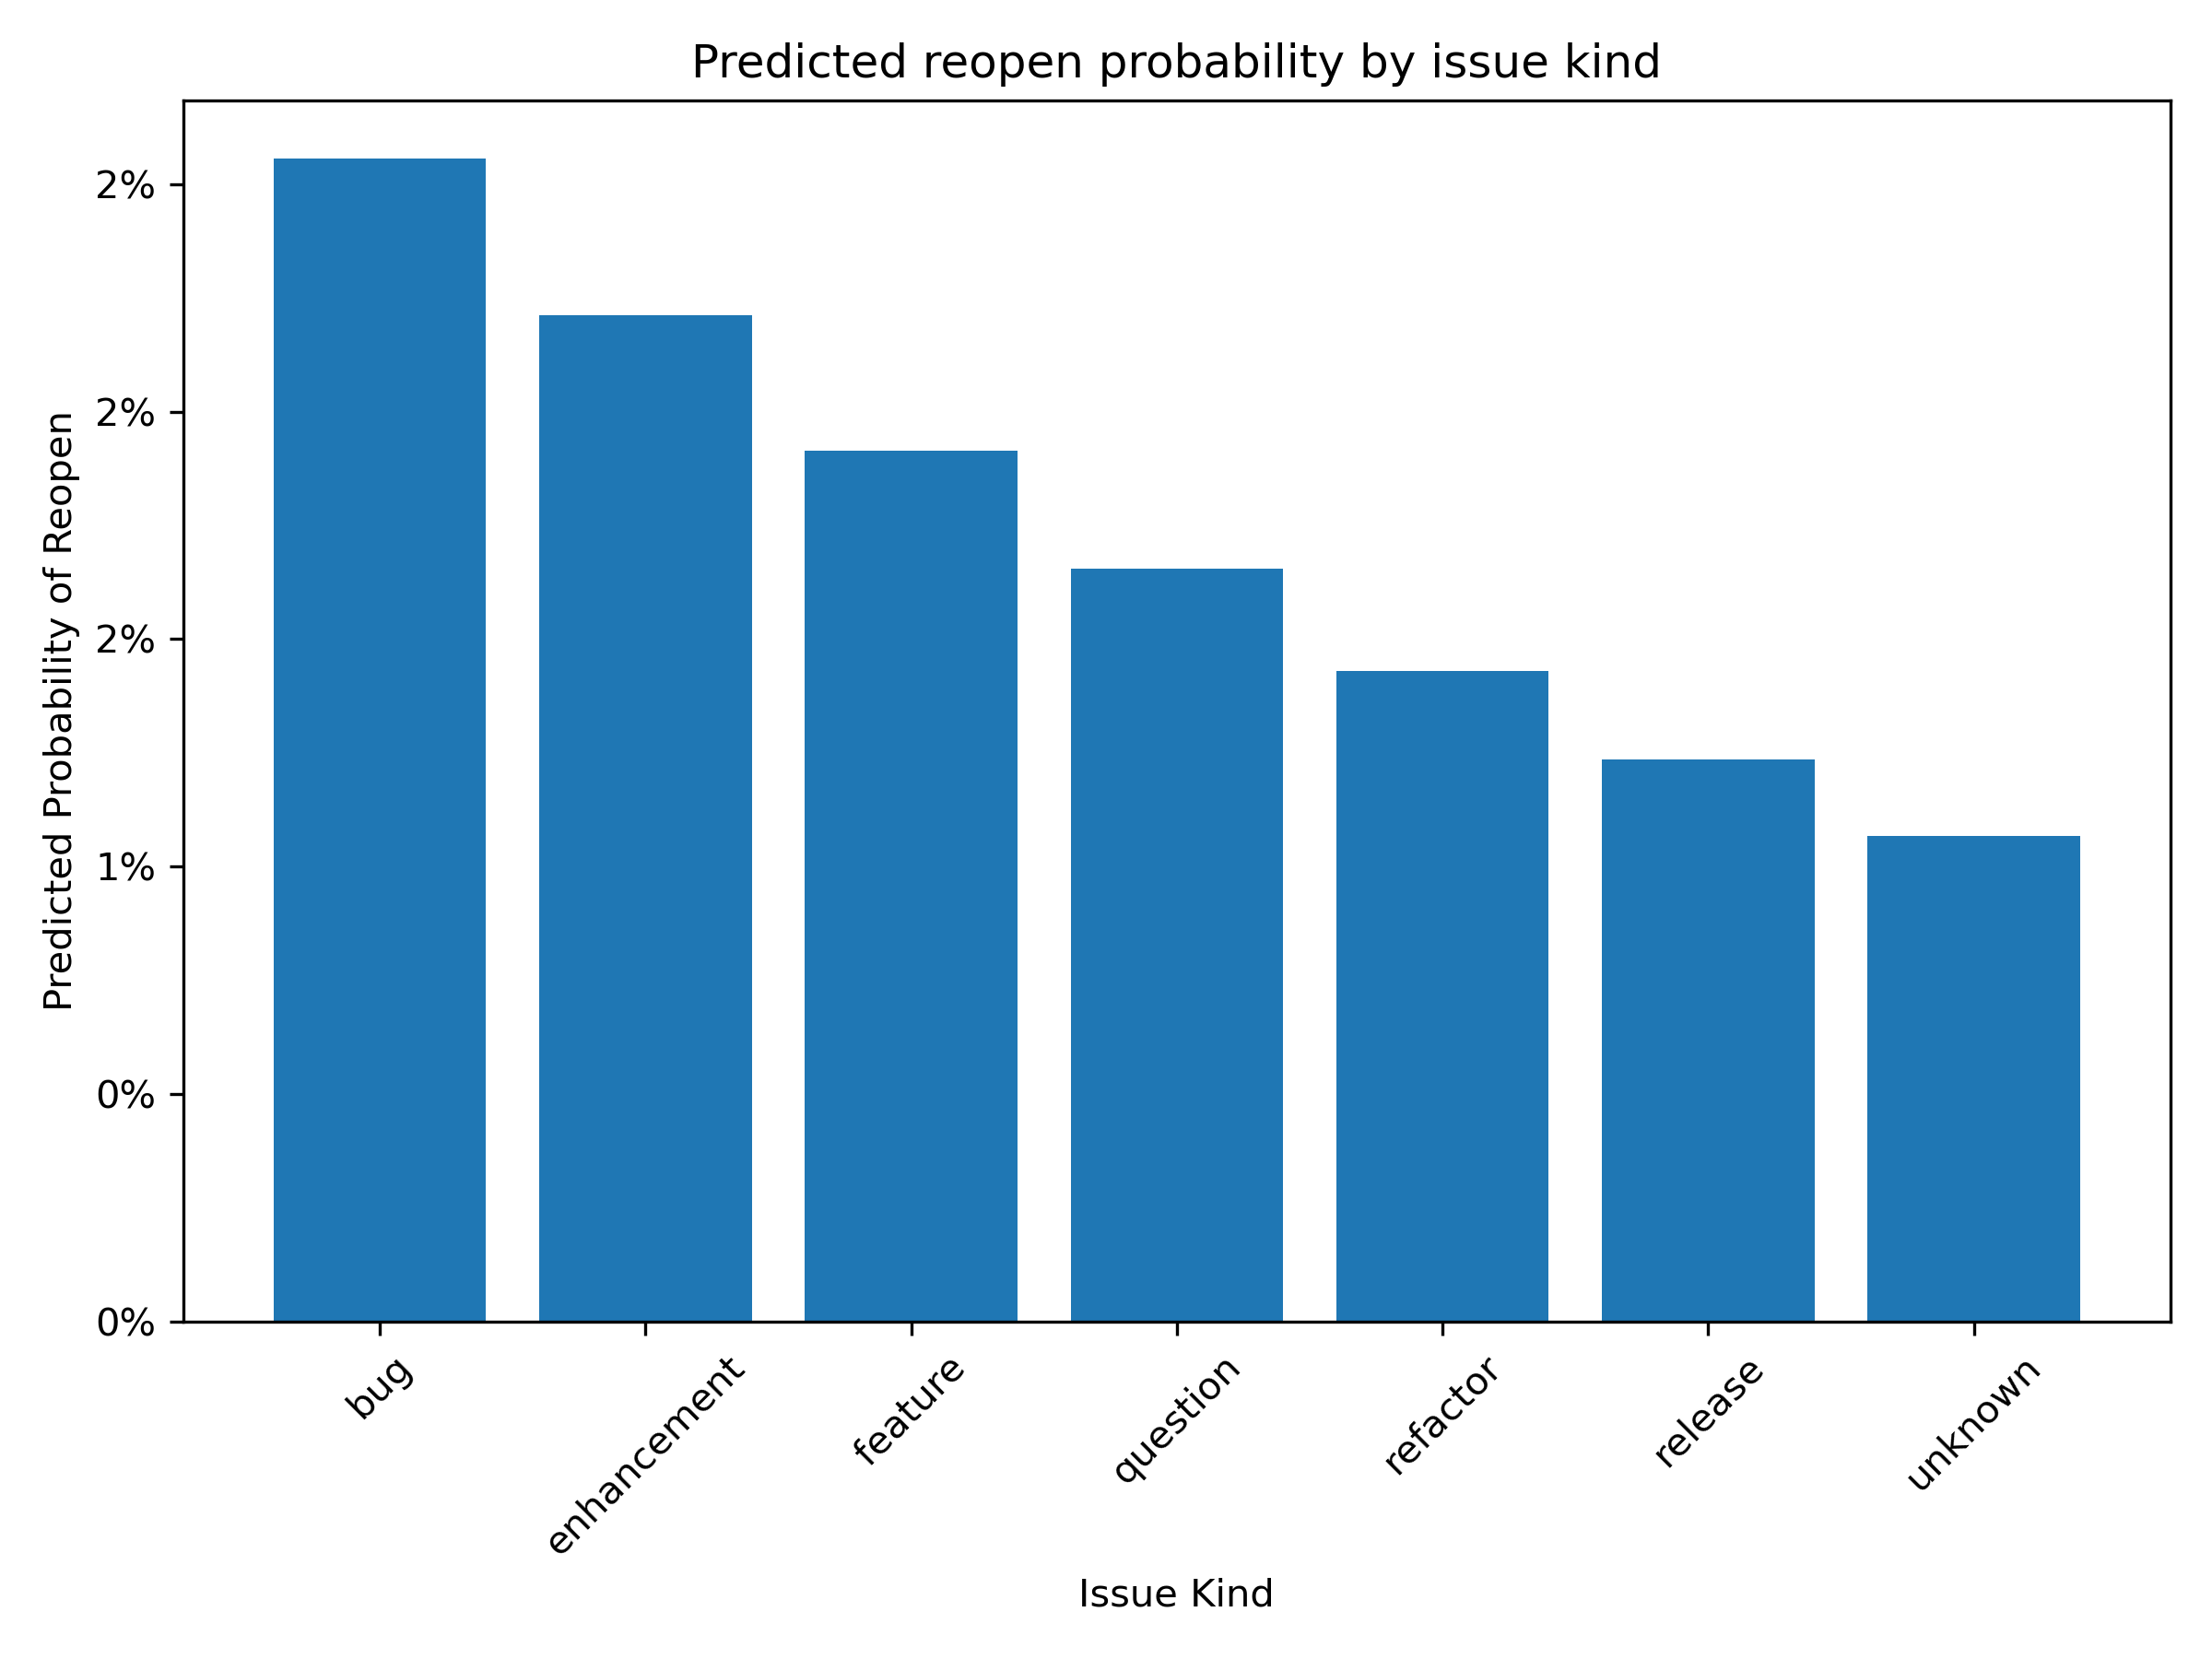 Predicted reopen probability by issue kind
Predicted Probability of Reopen
2%
2%
2%
1%
0%
0%
bug
enhancement
feature
question
refactor
release
unknown
Issue Kind